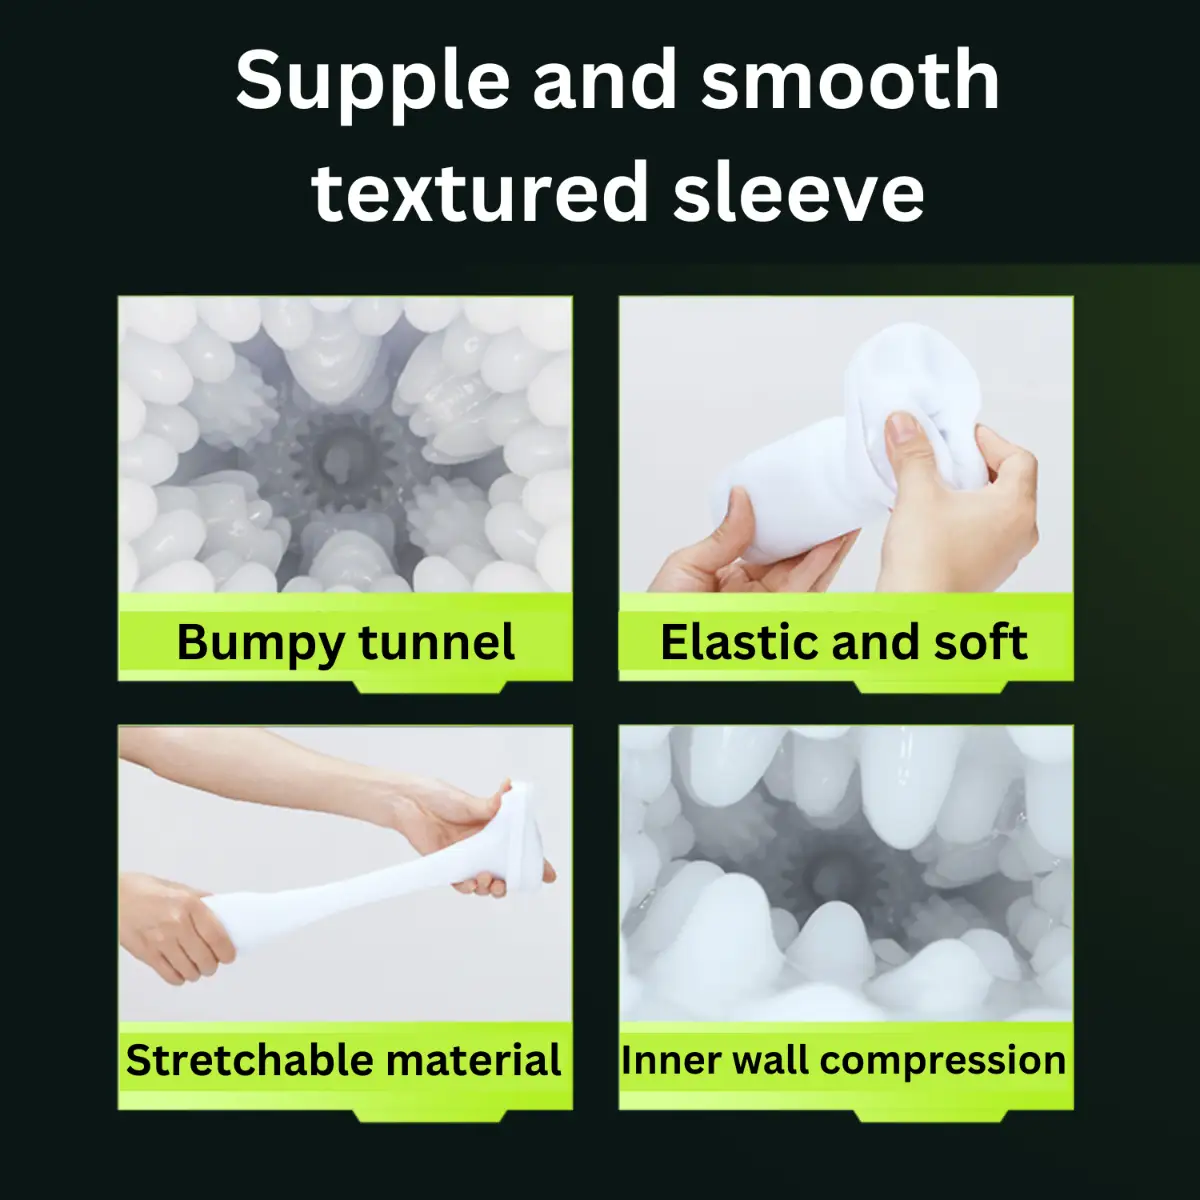 Supple and smooth
textured sleeve
Bumpy tunnel
Elastic and soft
Stretchable material
Inner wall compression